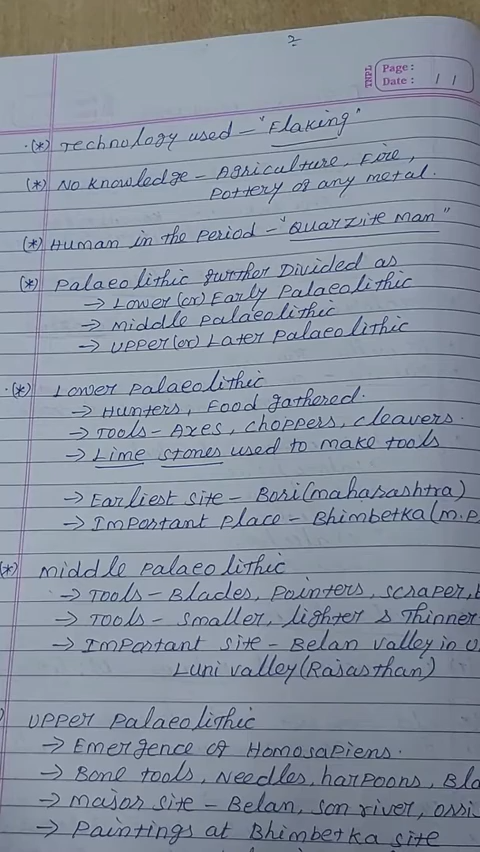 2
TNPL
Page :
Date : / /
(*) Technology used - "Flaking"
(*) No knowledge - Agriculture, Fire,
Pottery or any metal.
(*) Human in the Period - "Quarzite Man"
(*) Palaeolithic further Divided as
→ Lower (or) Early Palaeolithic
→ Middle Palaeolithic
→ Upper (or) Later Palaeolithic
(*) Lower Palaeolithic
→ Hunters, Food gathered.
→ Tools - Axes, choppers, cleavers.
→ Lime stones used to make tools
→ Earliest site - Bori (maharashtra)
→ Important Place - Bhimbetka (M.P
(*) Middle Palaeolithic
→ Tools - Blades, Pointers, scraper,
→ Tools - smaller, lighter & Thinner
→ Important site - Belan valley in
Luni valley (Rajasthan)
Upper Palaeolithic
→ Emergence of Homosapiens.
→ Bone tools, Needles, harpoons, Bla
→ major site - Belan, son river,
→ Paintings at Bhimbetka site